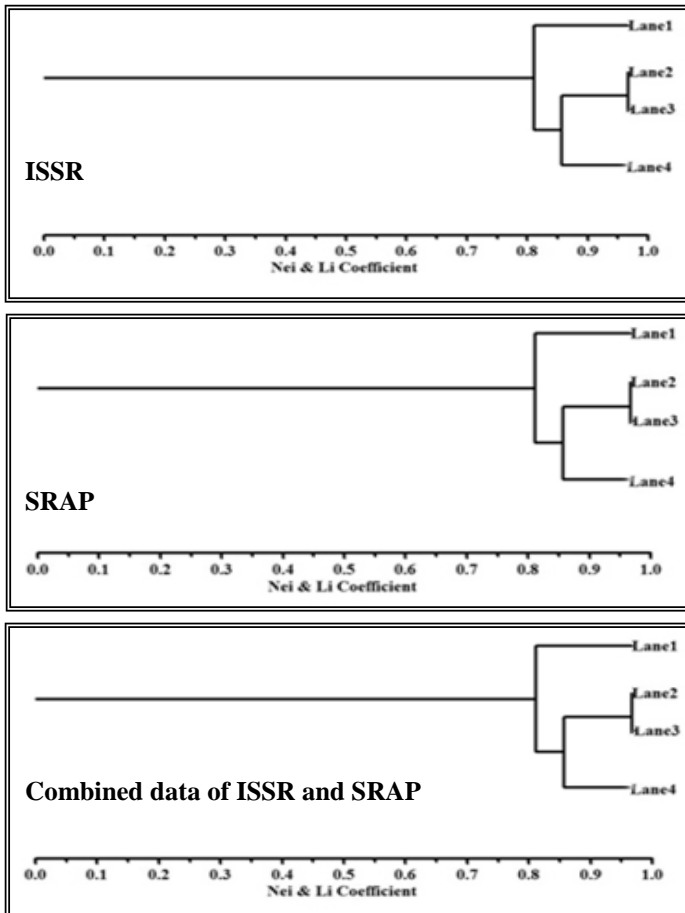 Lane1
Lane2
Lane3
Lane4
ISSR
0.0 0.1 0.2 0.3 0.4 0.5 0.6 0.7 0.8 0.9 1.0
Nei & Li Coefficient
Lane1
Lane2
Lane3
Lane4
SRAP
0.0 0.1 0.2 0.3 0.4 0.5 0.6 0.7 0.8 0.9 1.0
Nei & Li Coefficient
Lane1
Lane2
Lane3
Lane4
Combined data of ISSR and SRAP
0.0 0.1 0.2 0.3 0.4 0.5 0.6 0.7 0.8 0.9 1.0
Nei & Li Coefficient